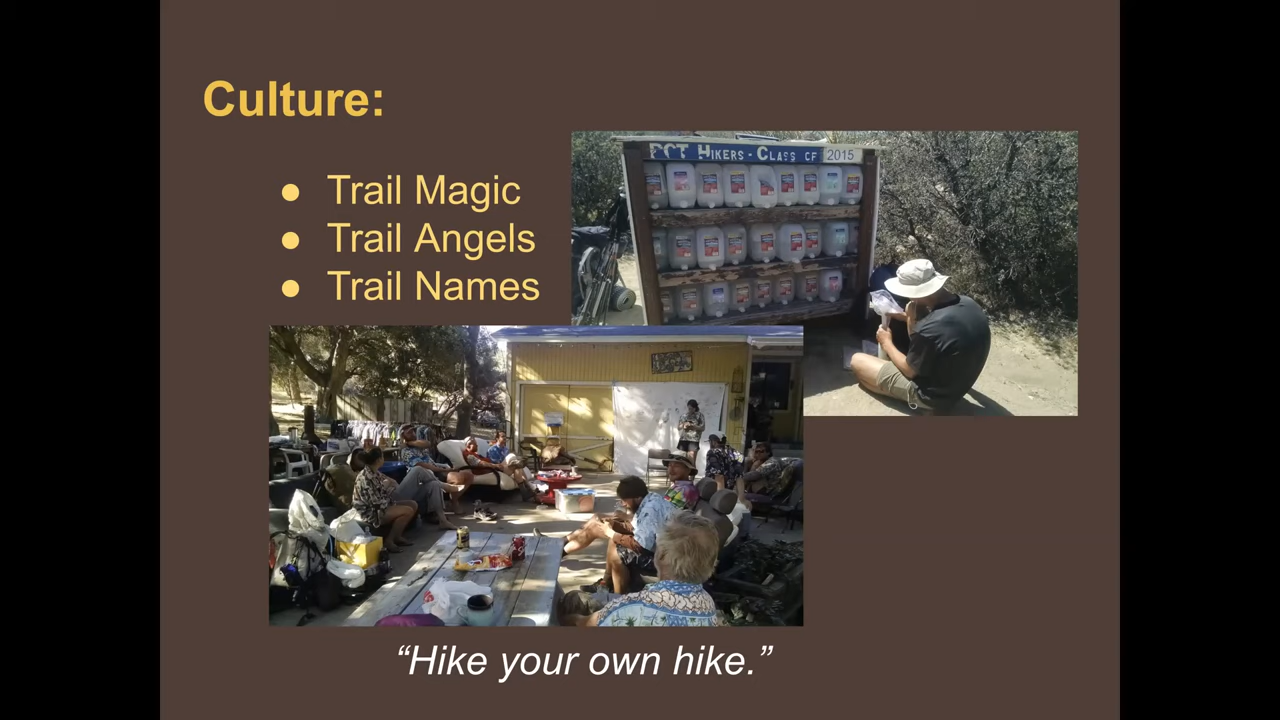 Culture:
● Trail Magic
● Trail Angels
● Trail Names
PCT HIKERS - CLASS OF 2015
“Hike your own hike.”